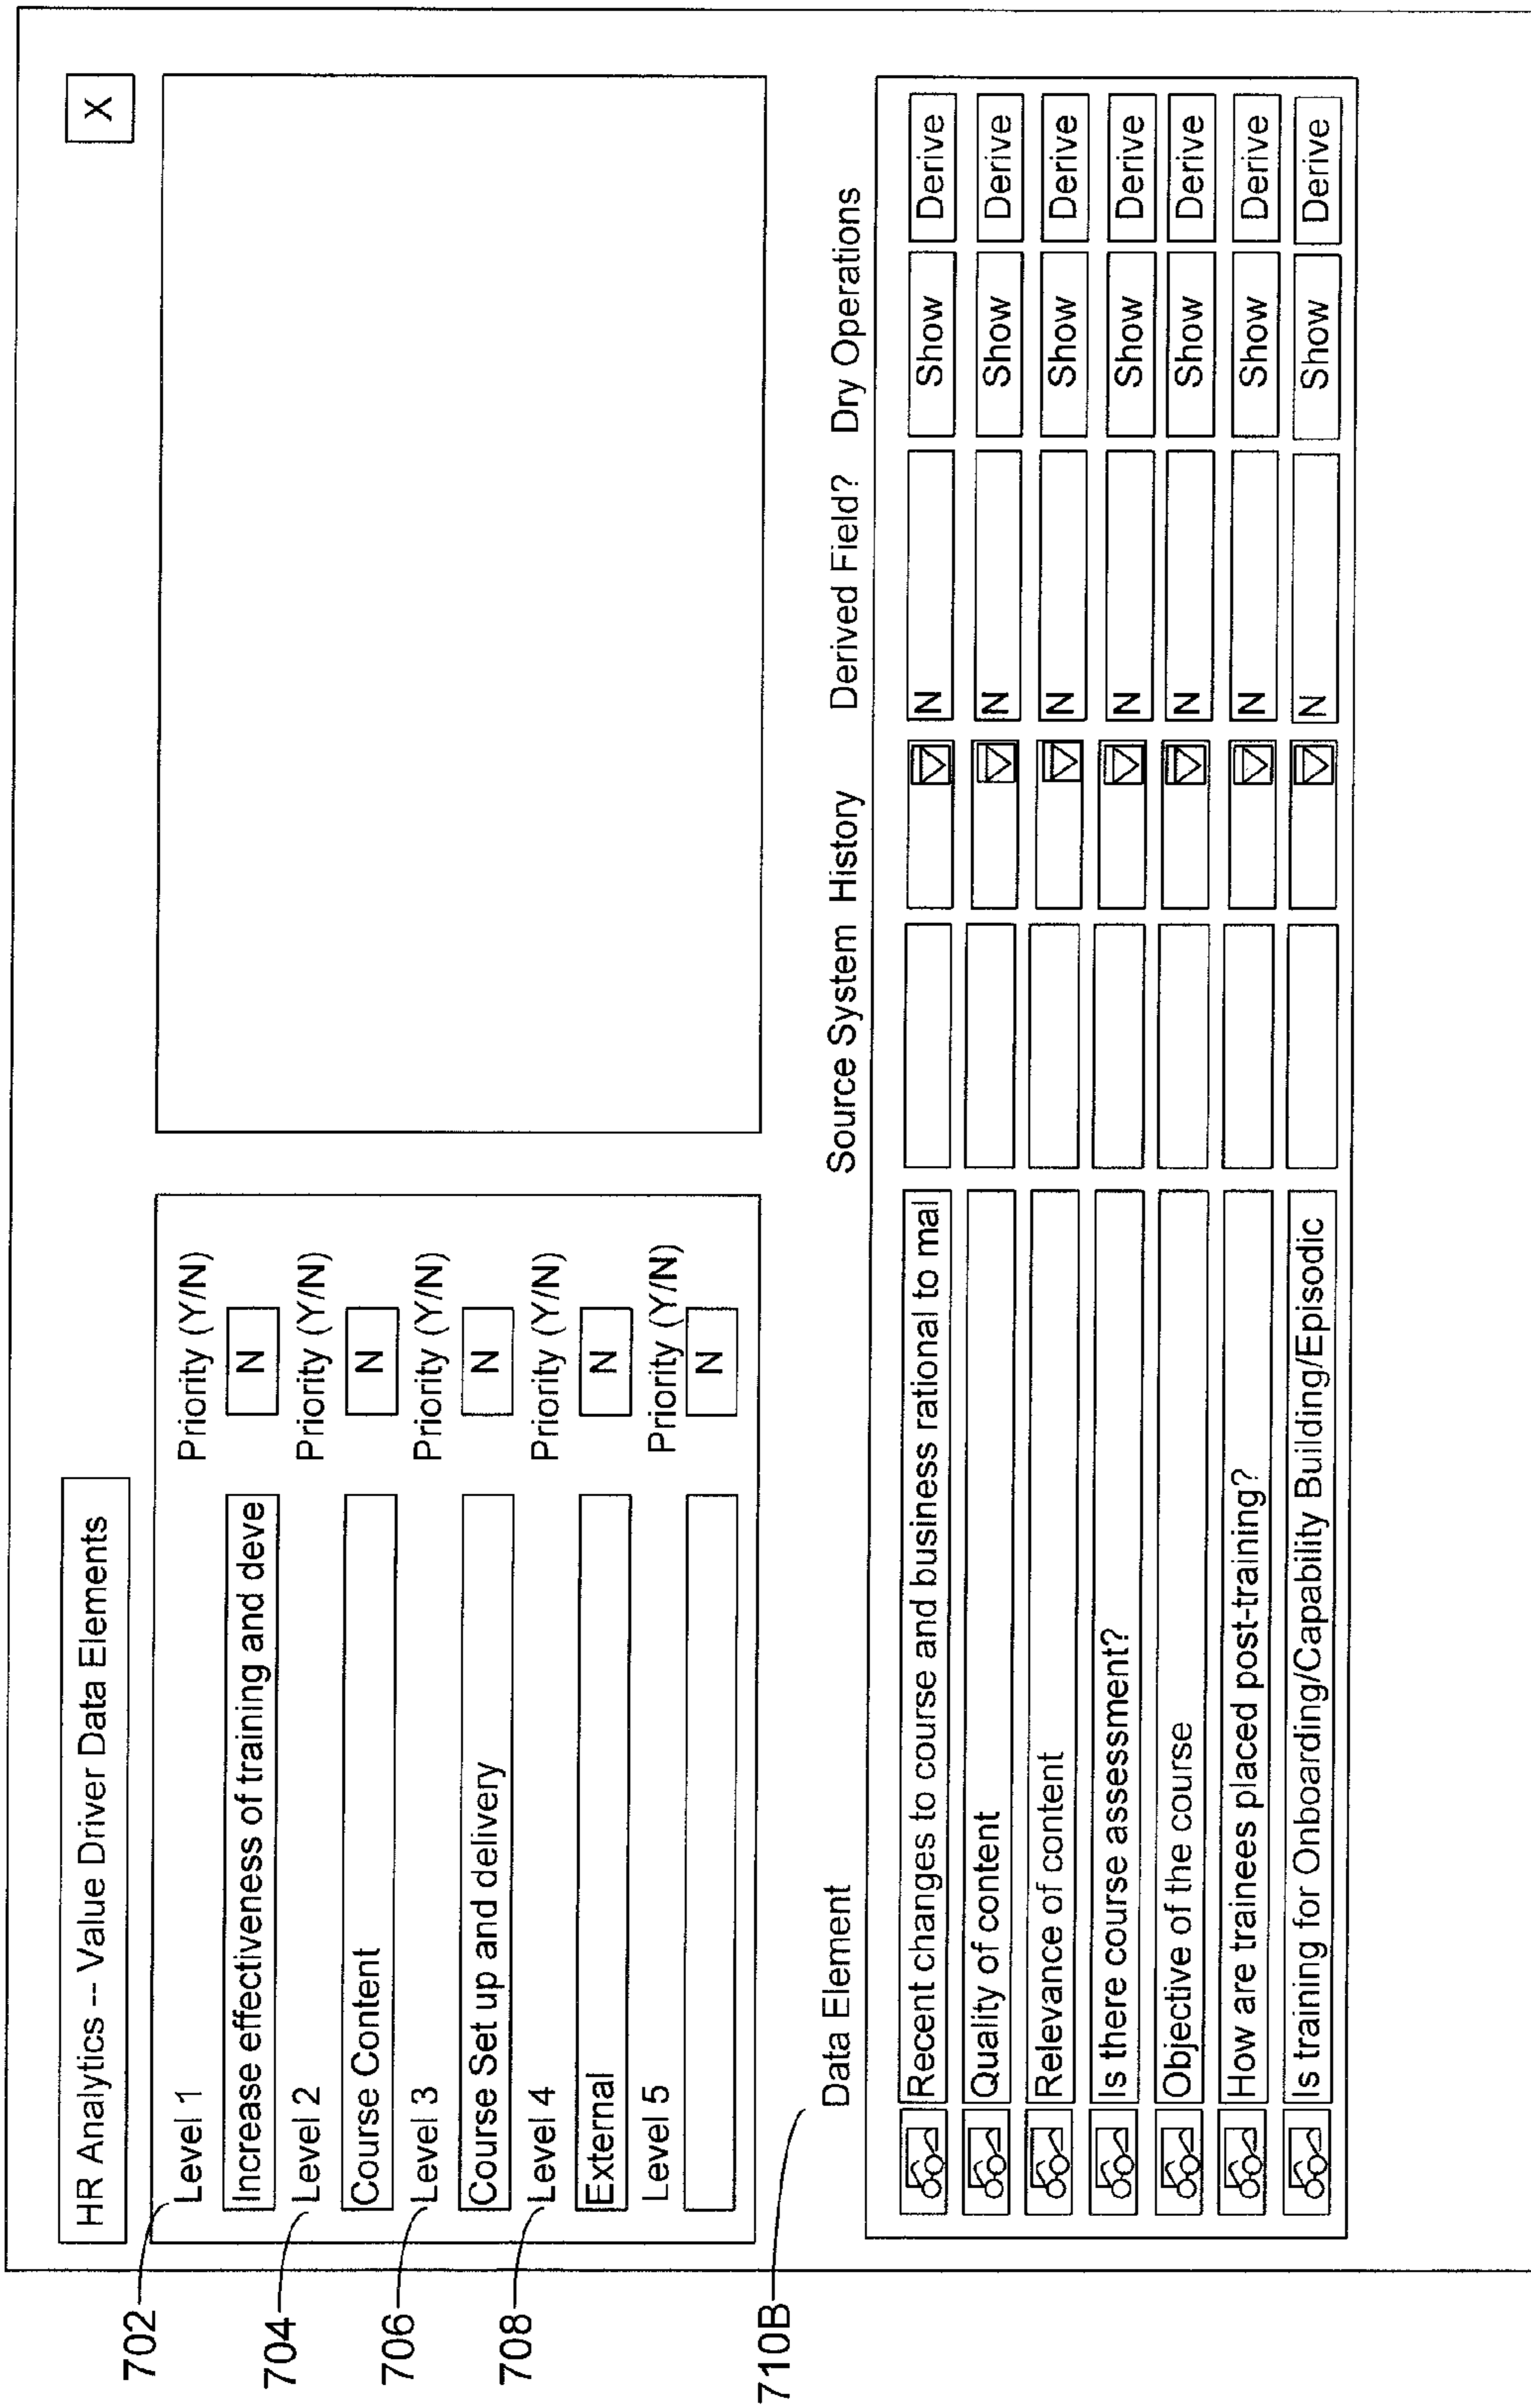 HR Analytics -- Value Driver Data Elements
X
702
Level 1 Priority (Y/N)
Increase effectiveness of training and deve N
704
Level 2 Priority (Y/N)
Course Content N
706
Level 3 Priority (Y/N)
Course Set up and delivery N
708
Level 4 Priority (Y/N)
External N
Level 5 Priority (Y/N)
N
710B
Data Element Source System History Derived Field? Dry Operations
Recent changes to course and business rational to mal N Show Derive
Quality of content N Show Derive
Relevance of content N Show Derive
Is there course assessment? N Show Derive
Objective of the course N Show Derive
How are trainees placed post-training? N Show Derive
Is training for Onboarding/Capability Building/Episodic N Show Derive